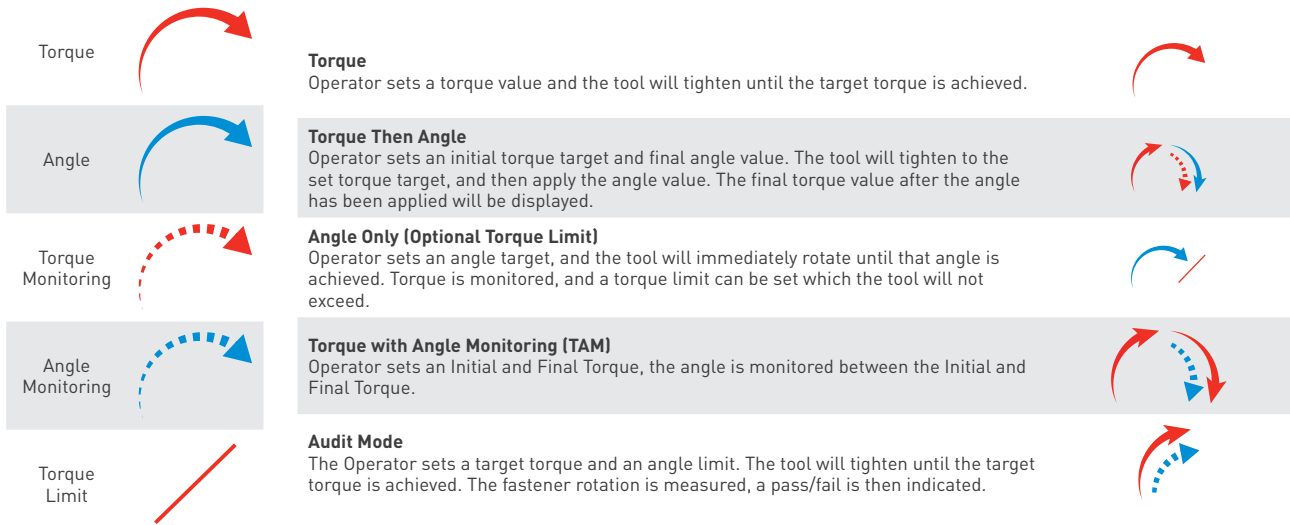 Torque
Angle
Torque
Monitoring
Angle
Monitoring
Torque
Limit
Torque
Operator sets a torque value and the tool will tighten until the target torque is achieved.
Torque Then Angle
Operator sets an initial torque target and final angle value. The tool will tighten to the
set torque target, and then apply the angle value. The final torque value after the angle
has been applied will be displayed.
Angle Only (Optional Torque Limit)
Operator sets an angle target, and the tool will immediately rotate until that angle is
achieved. Torque is monitored, and a torque limit can be set which the tool will not
exceed.
Torque with Angle Monitoring (TAM)
Operator sets an Initial and Final Torque, the angle is monitored between the Initial and
Final Torque.
Audit Mode
The Operator sets a target torque and an angle limit. The tool will tighten until the target
torque is achieved. The fastener rotation is measured, a pass/fail is then indicated.